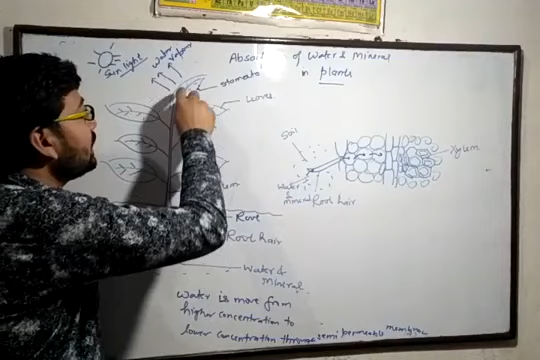 Absor of Water & Mineral
in plants
Sun light
Water
Vapour
stomata
Leaves
Soil
Xylem
Water
&
mineral
Root hair
Root
Root hair
Water &
Mineral
Water is move from
higher concentration to
lower concentration through semi permeable membrane